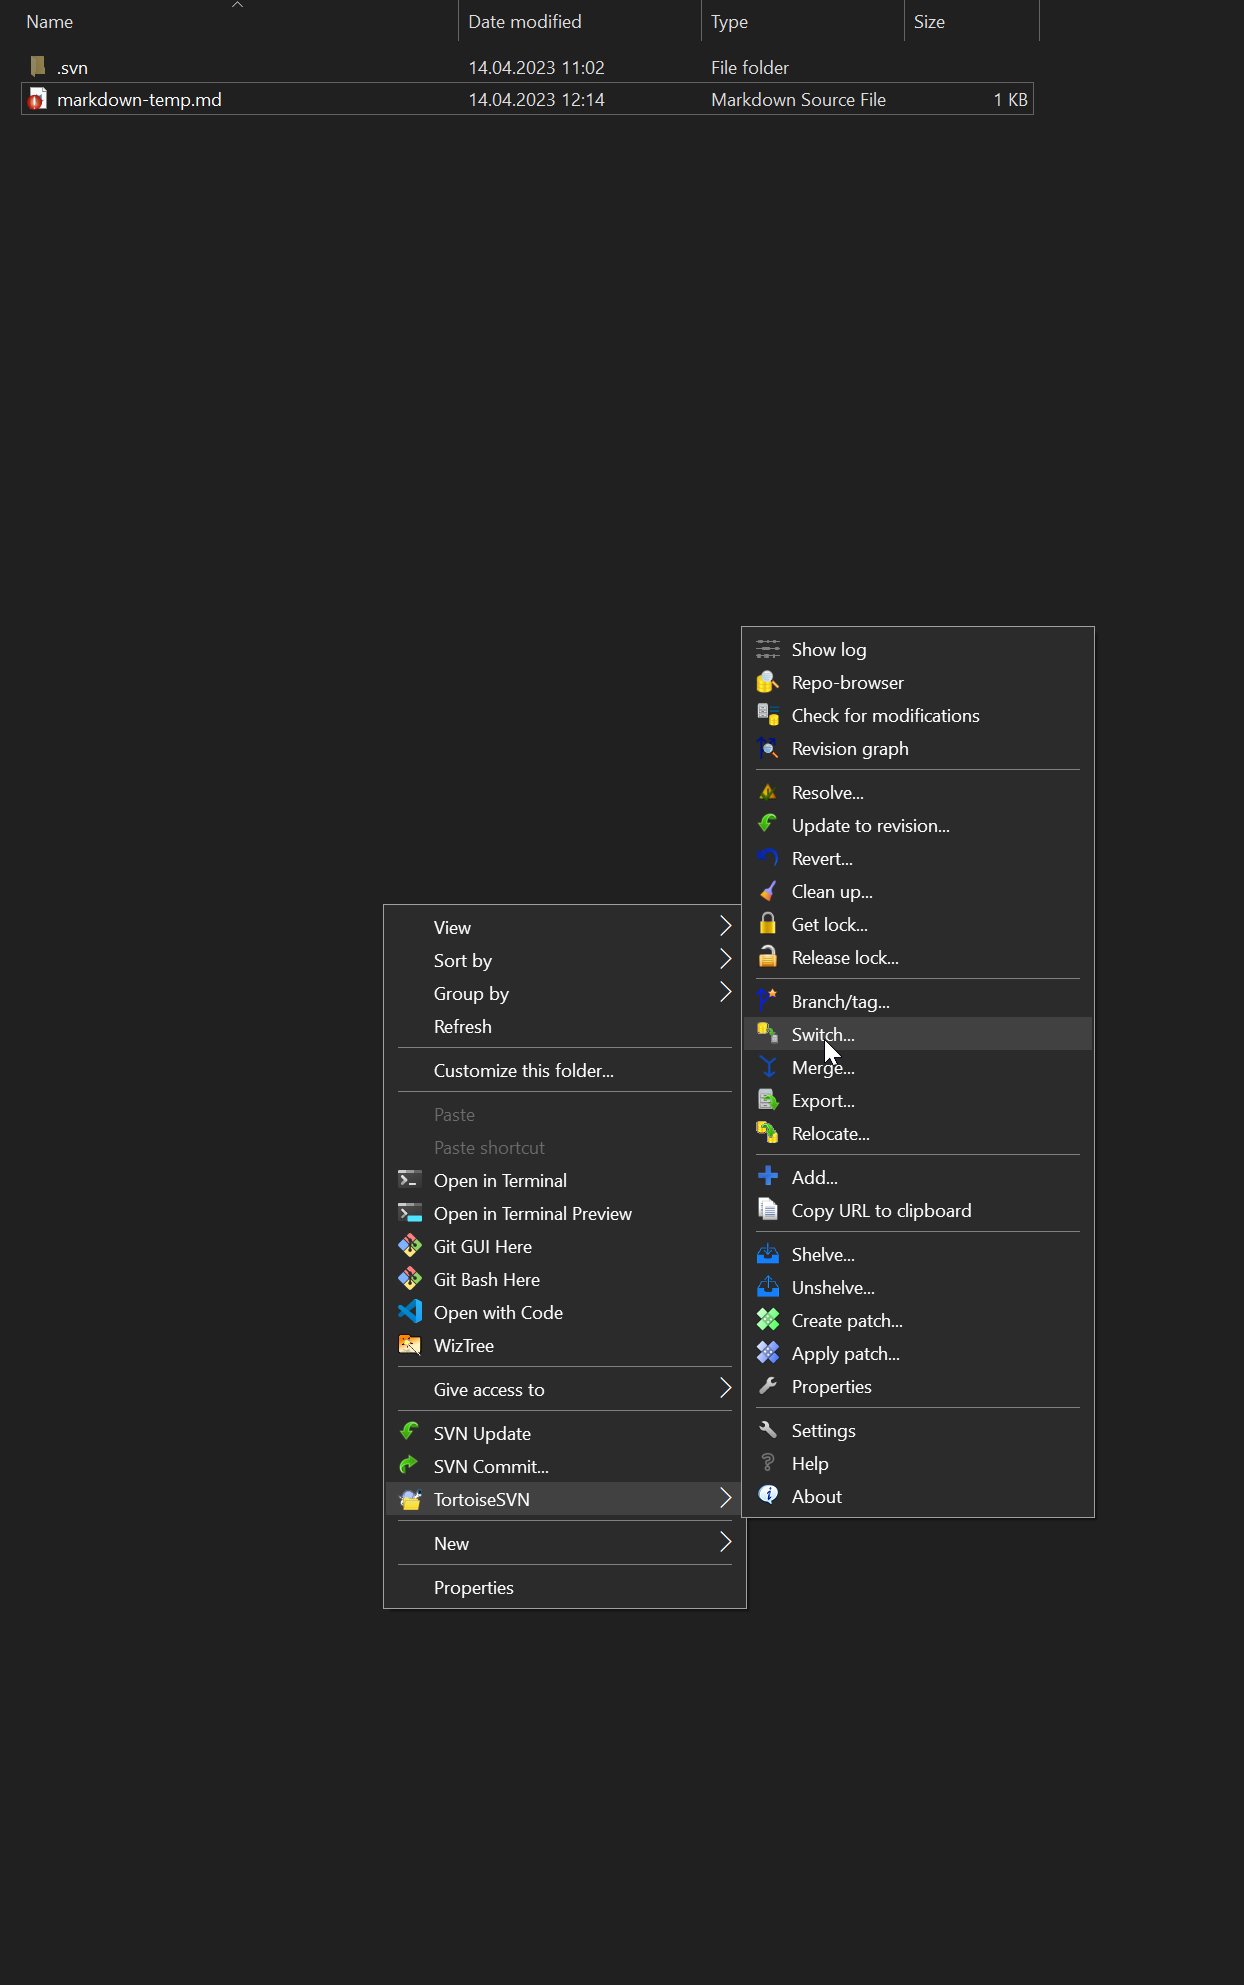 Name Date modified Type Size
.svn 14.04.2023 11:02 File folder
markdown-temp.md 14.04.2023 12:14 Markdown Source File 1 KB
View
Sort by
Group by
Refresh
Customize this folder...
Paste
Paste shortcut
Open in Terminal
Open in Terminal Preview
Git GUI Here
Git Bash Here
Open with Code
WizTree
Give access to
SVN Update
SVN Commit...
TortoiseSVN
New
Properties
Show log
Repo-browser
Check for modifications
Revision graph
Resolve...
Update to revision...
Revert...
Clean up...
Get lock...
Release lock...
Branch/tag...
Switch...
Merge...
Export...
Relocate...
Add...
Copy URL to clipboard
Shelve...
Unshelve...
Create patch...
Apply patch...
Properties
Settings
Help
About